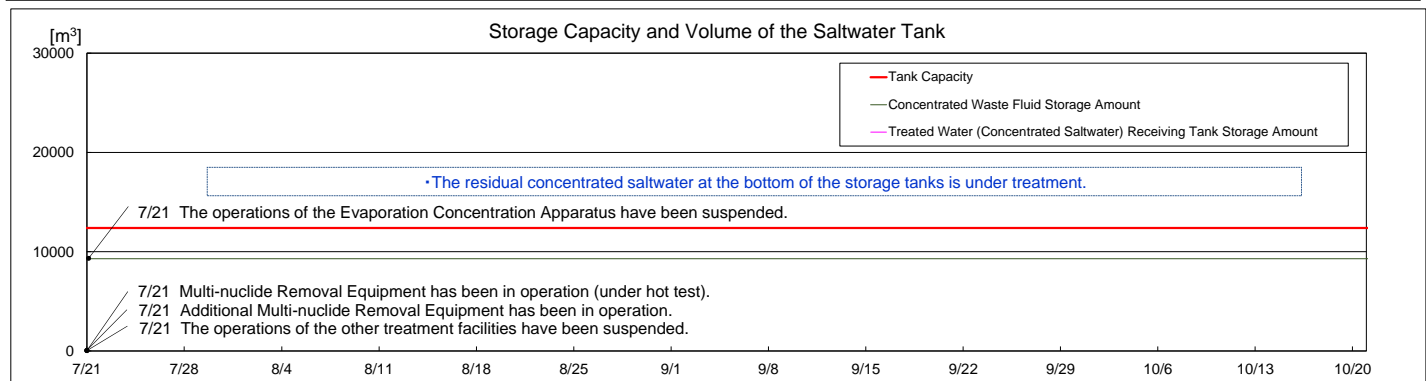 Storage Capacity and Volume of the Saltwater Tank
[m³]
30000
Tank Capacity
Concentrated Waste Fluid Storage Amount
Treated Water (Concentrated Saltwater) Receiving Tank Storage Amount
20000
・The residual concentrated saltwater at the bottom of the storage tanks is under treatment.
7/21 The operations of the Evaporation Concentration Apparatus have been suspended.
10000
7/21 Multi-nuclide Removal Equipment has been in operation (under hot test).
7/21 Additional Multi-nuclide Removal Equipment has been in operation.
7/21 The operations of the other treatment facilities have been suspended.
0
7/21 7/28 8/4 8/11 8/18 8/25 9/1 9/8 9/15 9/22 9/29 10/6 10/13 10/20